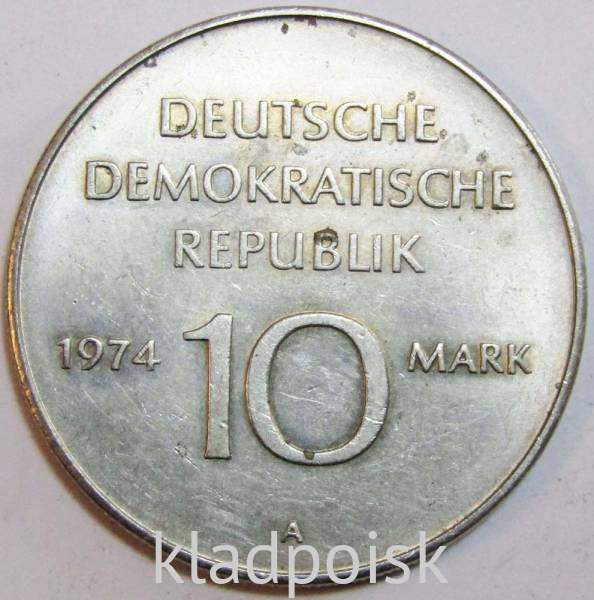 DEUTSCHE
DEMOKRATISCHE
REPUBLIK
1974 10 MARK
A
kladpoisk